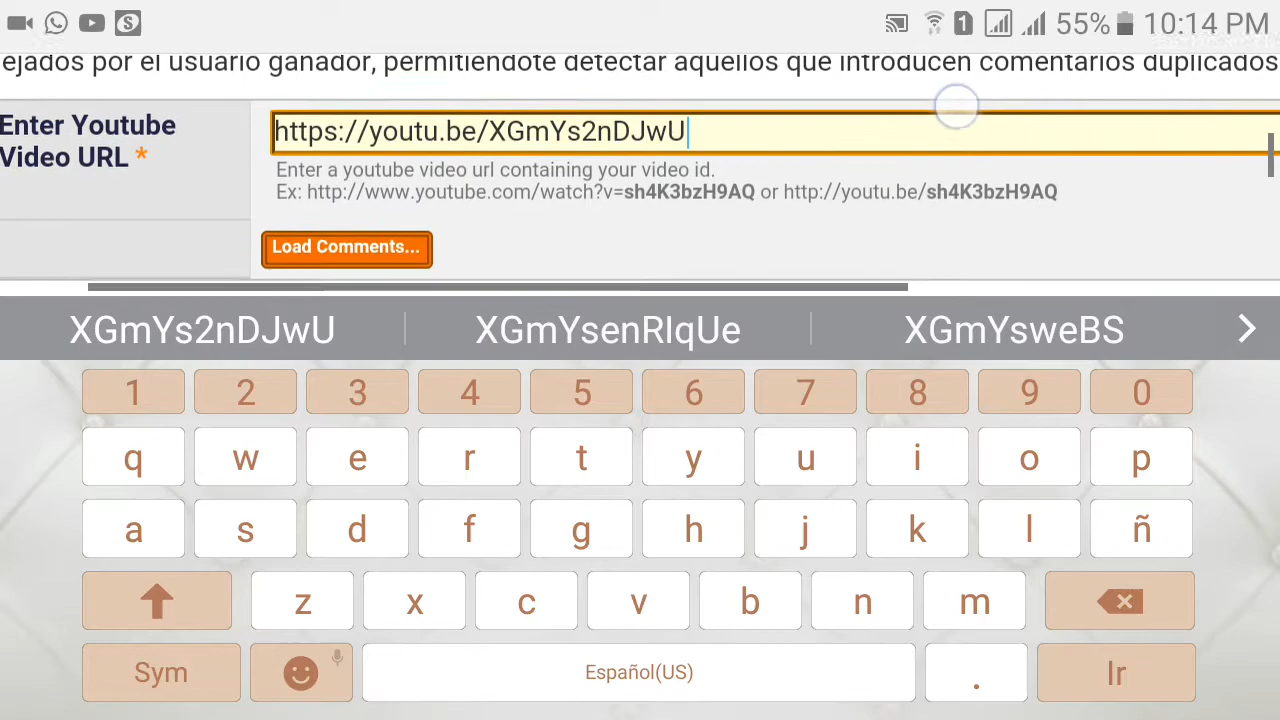 1 55% 10:14 PM
ejados por el usuario ganador, permitiéndote detectar aquellos que introducen comentarios duplicados
Enter Youtube
Video URL *
https://youtu.be/XGmYs2nDJwU
Enter a youtube video url containing your video id.
Ex: http://www.youtube.com/watch?v=sh4K3bzH9AQ or http://youtu.be/sh4K3bzH9AQ
Load Comments...
XGmYs2nDJwU XGmYsenRIqUe XGmYsweBS
1 2 3 4 5 6 7 8 9 0
q w e r t y u i o p
a s d f g h j k l ñ
z x c v b n m
Sym Español(US) . Ir